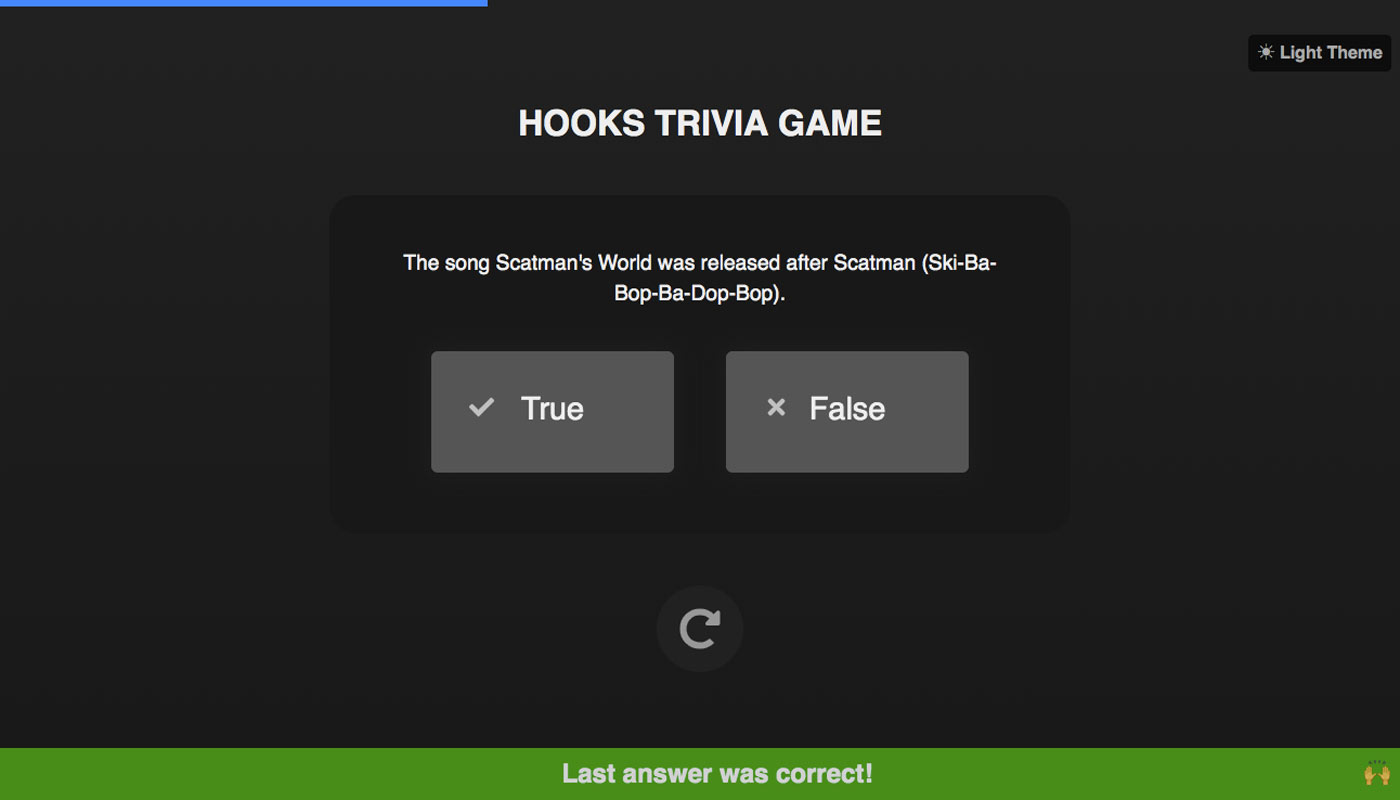 Light Theme
HOOKS TRIVIA GAME
The song Scatman's World was released after Scatman (Ski-Ba-
Bop-Ba-Dop-Bop).
True
False
Last answer was correct!